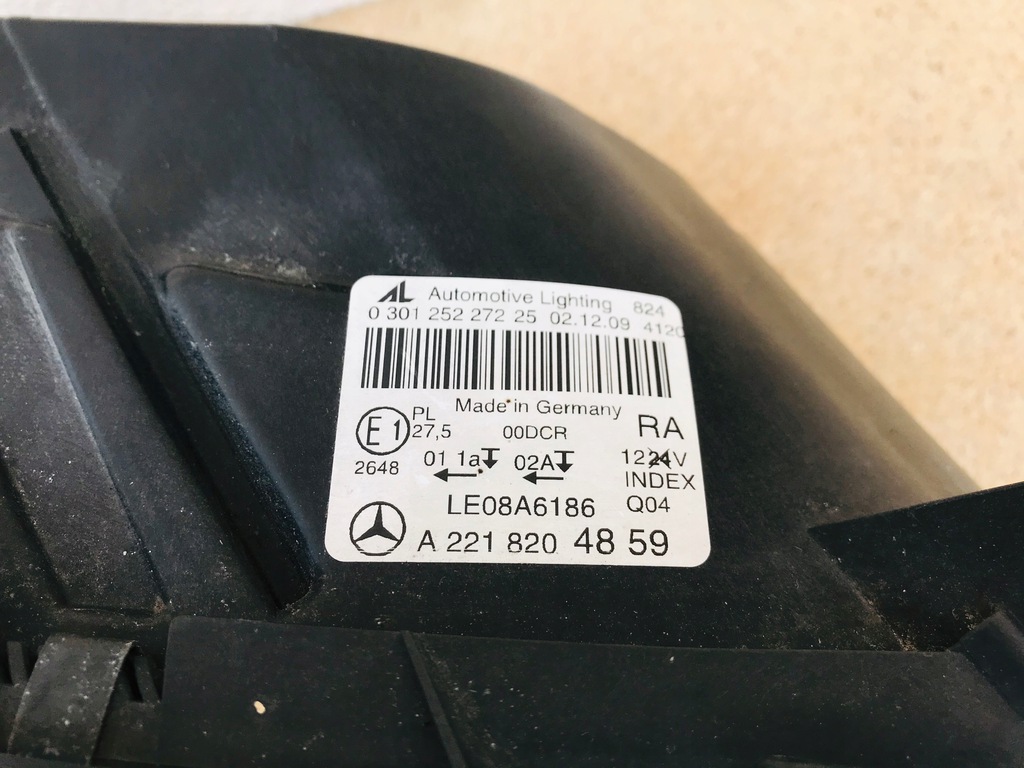 AL Automotive Lighting 824
0 301 252 272 25 02.12.09 4120
Made in Germany
E1 PL 27,5 00DCR RA
2648 01 1a 02A 12
INDEX
LE08A6186 Q04
A 221 820 48 59